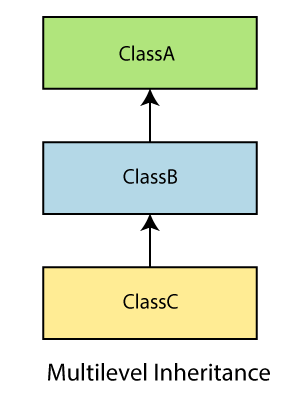 ClassA
ClassB
ClassC
Multilevel Inheritance